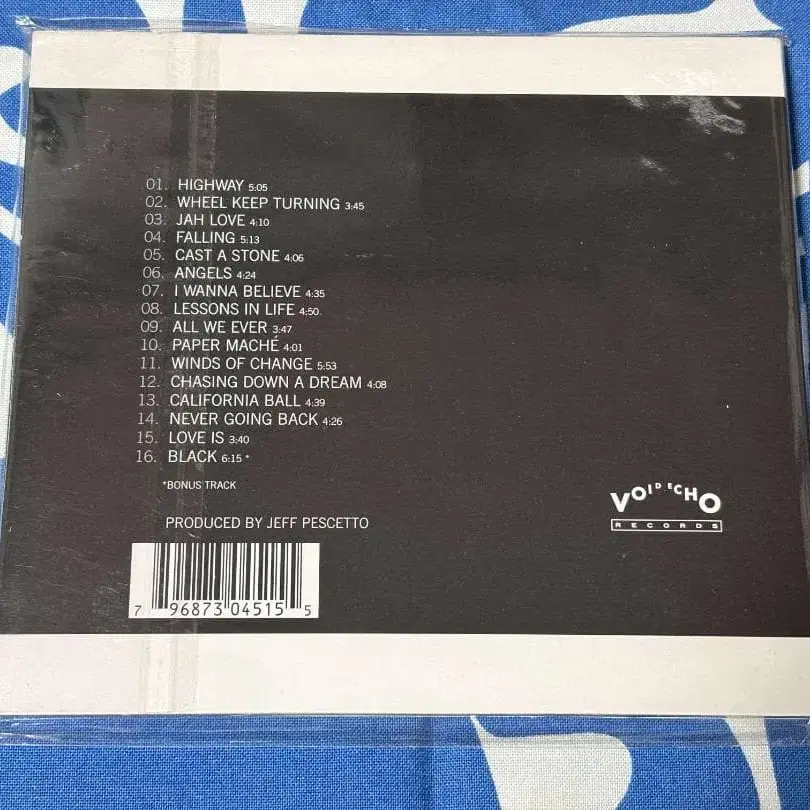 01. HIGHWAY 5:05
02. WHEEL KEEP TURNING 3:45
03. JAH LOVE 4:10
04. FALLING 5:13
05. CAST A STONE 4:06
06. ANGELS 4:24
07. I WANNA BELIEVE 4:35
08. LESSONS IN LIFE 4:50
09. ALL WE EVER 3:47
10. PAPER MACHÉ 4:01
11. WINDS OF CHANGE 5:53
12. CHASING DOWN A DREAM 4:08
13. CALIFORNIA BALL 4:39
14. NEVER GOING BACK 4:26
15. LOVE IS 3:40
16. BLACK 6:15 *
*BONUS TRACK
PRODUCED BY JEFF PESCETTO
VOID ECHO
RECORDS
7 96873 04515 5